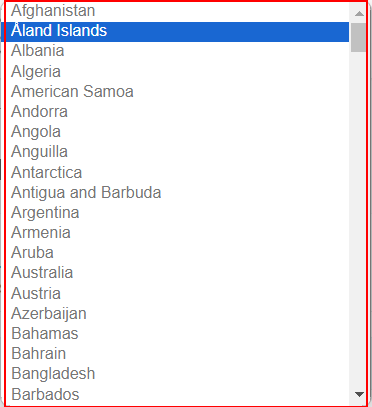 Afghanistan
Åland Islands
Albania
Algeria
American Samoa
Andorra
Angola
Anguilla
Antarctica
Antigua and Barbuda
Argentina
Armenia
Aruba
Australia
Austria
Azerbaijan
Bahamas
Bahrain
Bangladesh
Barbados